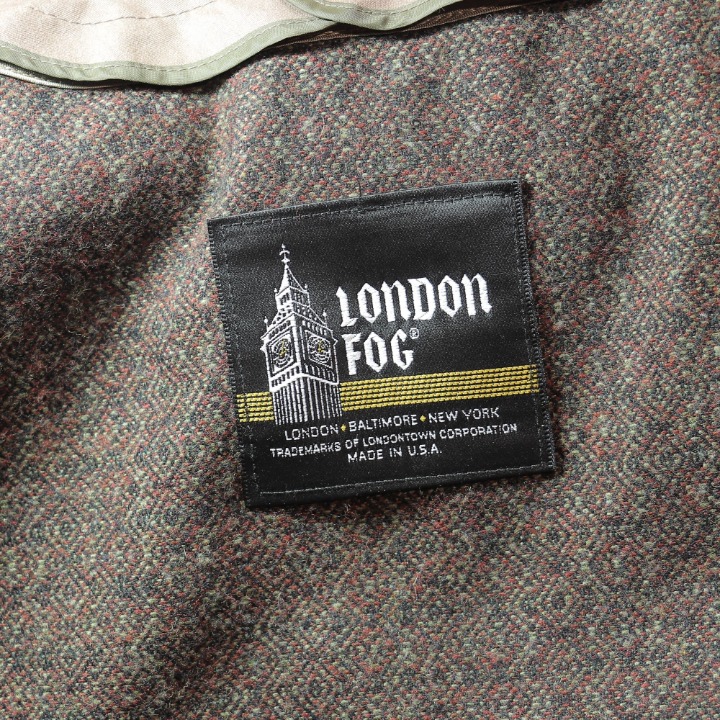 LONDON
FOG®
LONDON◆BALTIMORE◆NEW YORK
TRADEMARKS OF LONDONTOWN CORPORATION
MADE IN U.S.A.